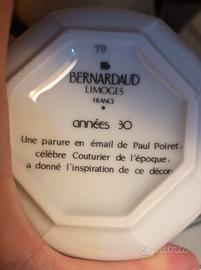 79
BERNARDAUD
LIMOGES
FRANCE
années 30
Une parure en émail de Paul Poiret,
célèbre Couturier de l'époque,
a donné l'inspiration de ce décor
subito